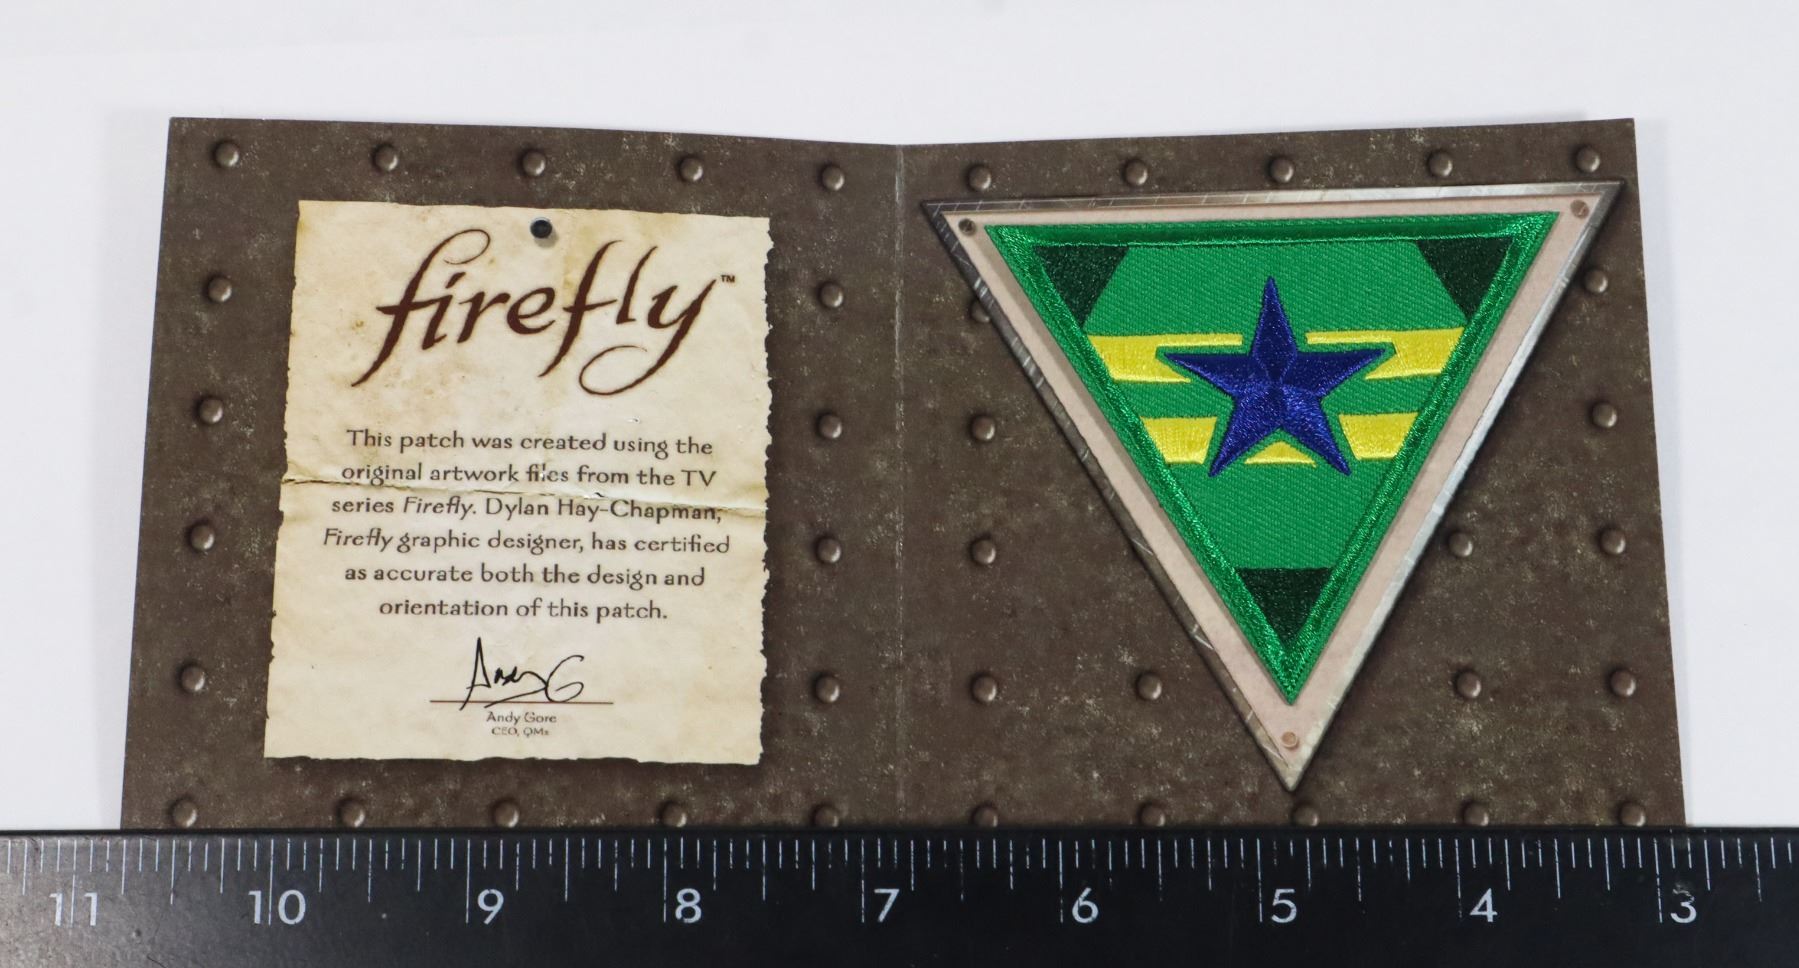 firefly™
This patch was created using the
original artwork files from the TV
series Firefly. Dylan Hay-Chapman,
Firefly graphic designer, has certified
as accurate both the design and
orientation of this patch.
Andy G
Andy Gore
CEO, QMx
11 10 9 8 7 6 5 4 3